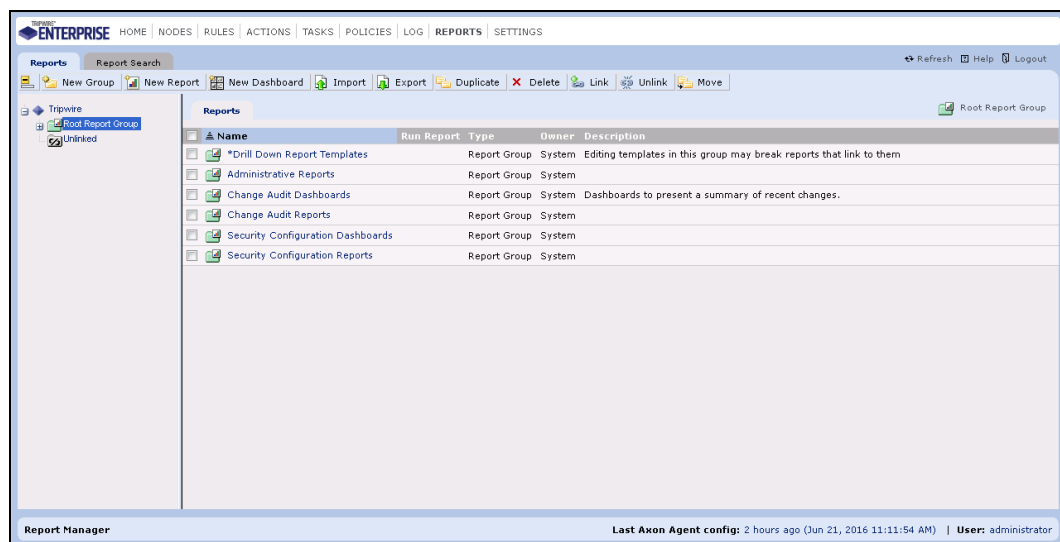 TRIPWIRE
ENTERPRISE HOME NODES RULES ACTIONS TASKS POLICIES LOG REPORTS SETTINGS
Reports Report Search Refresh Help Logout
New Group New Report New Dashboard Import Export Duplicate Delete Link Unlink Move
Tripwire
Root Report Group
Unlinked
Reports Root Report Group
Name Run Report Type Owner Description
*Drill Down Report Templates Report Group System Editing templates in this group may break reports that link to them
Administrative Reports Report Group System
Change Audit Dashboards Report Group System Dashboards to present a summary of recent changes.
Change Audit Reports Report Group System
Security Configuration Dashboards Report Group System
Security Configuration Reports Report Group System
Report Manager Last Axon Agent config: 2 hours ago (Jun 21, 2016 11:11:54 AM) | User: administrator